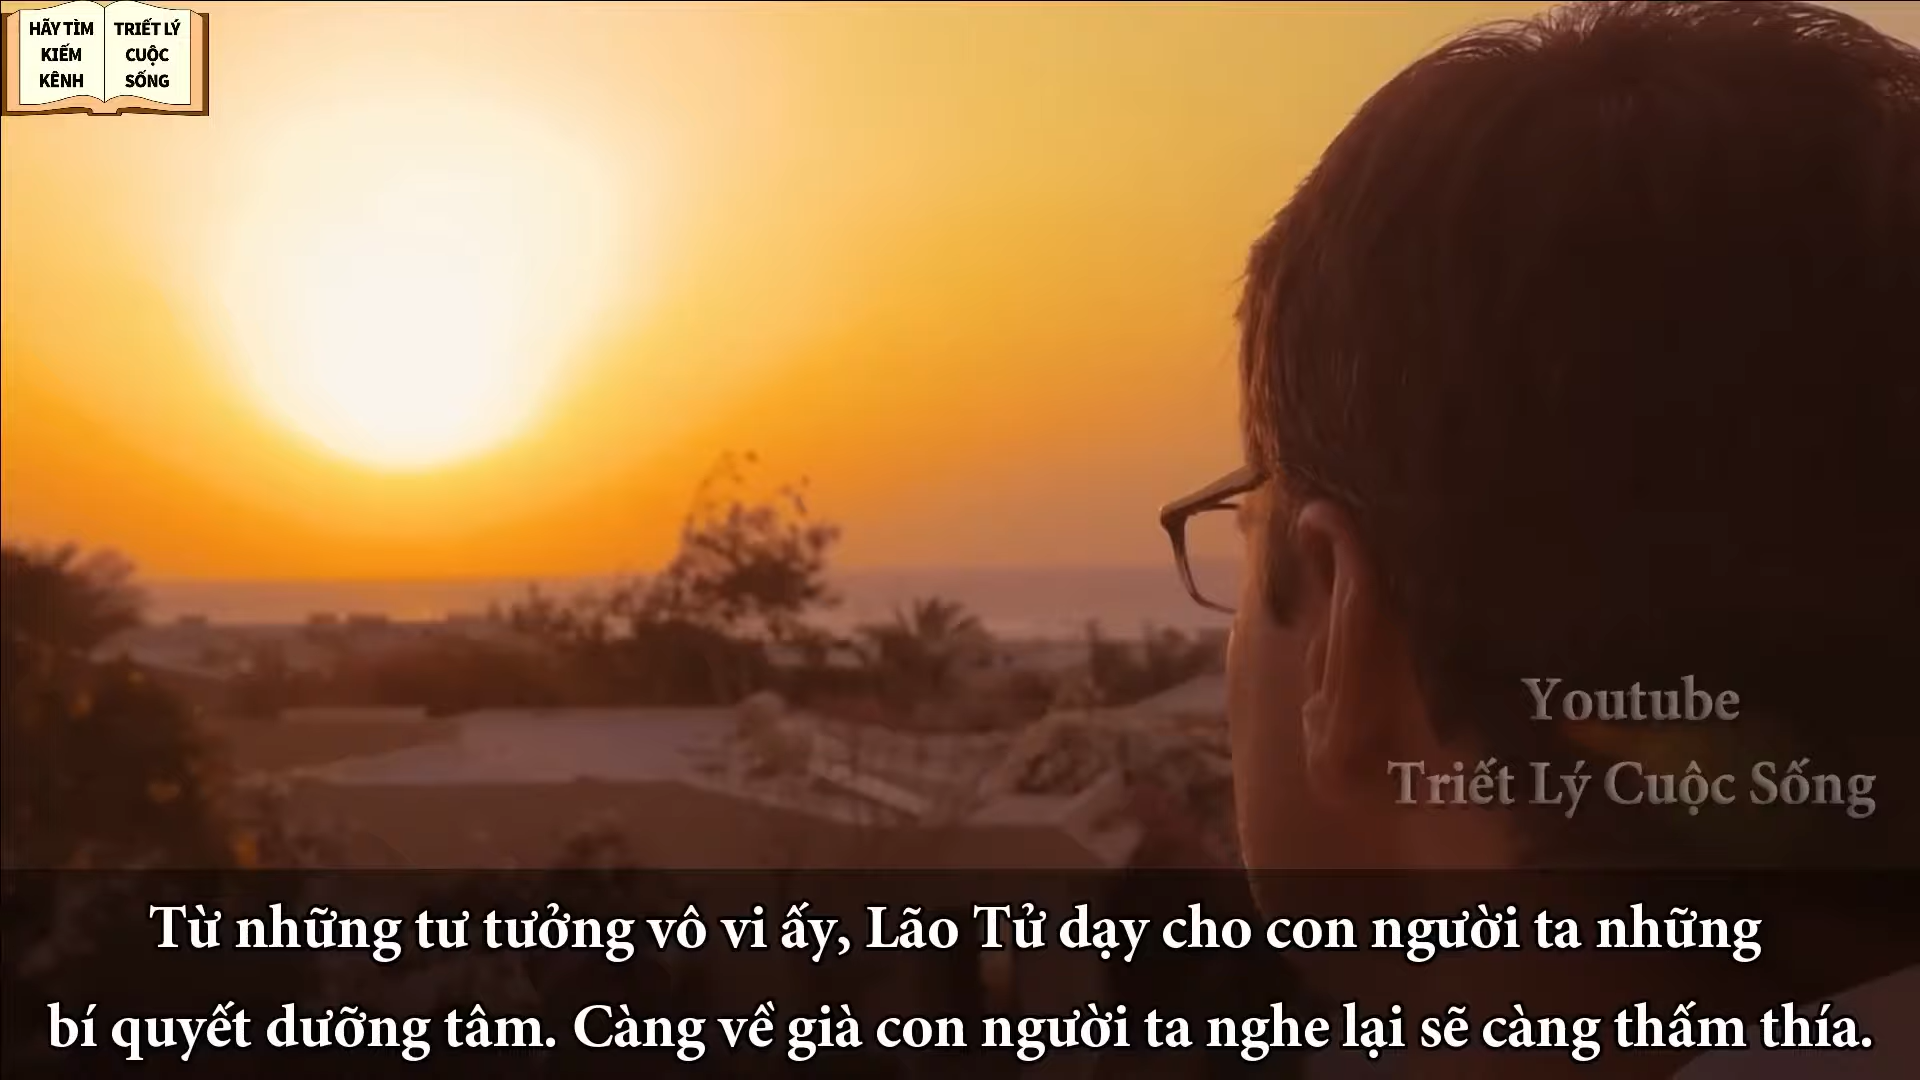 HÃY TÌM
KIẾM
KÊNH
TRIẾT LÝ
CUỘC
SỐNG
Youtube
Triết Lý Cuộc Sống
Từ những tư tưởng vô vi ấy, Lão Tử dạy cho con người ta những
bí quyết dưỡng tâm. Càng về già con người ta nghe lại sẽ càng thấm thía.